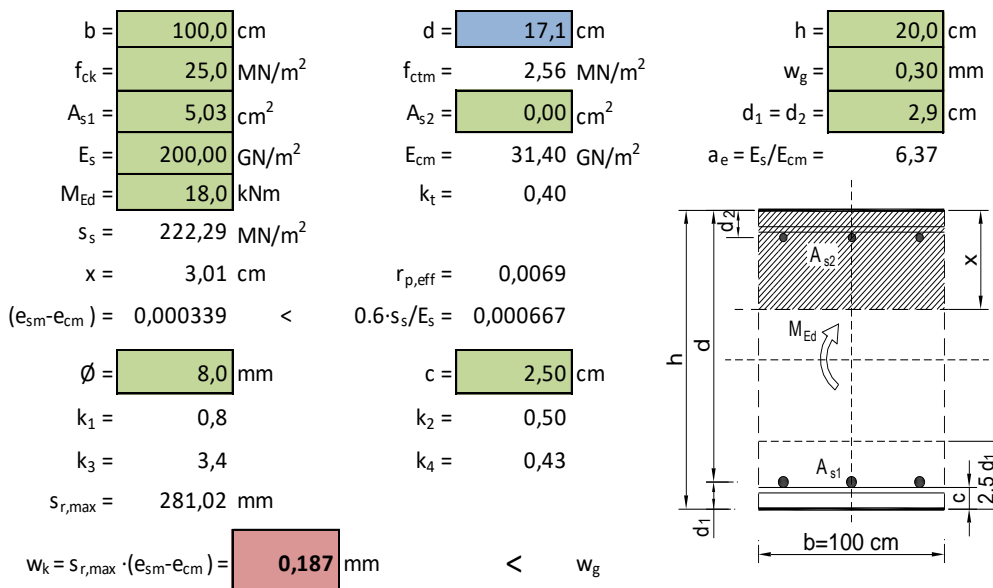 b = 100,0 cm d = 17,1 cm h = 20,0 cm
f_ck = 25,0 MN/m² f_ctm = 2,56 MN/m² w_g = 0,30 mm
A_s1 = 5,03 cm² A_s2 = 0,00 cm² d_1 = d_2 = 2,9 cm
E_s = 200,00 GN/m² E_cm = 31,40 GN/m² a_e = E_s/E_cm = 6,37
M_Ed = 18,0 kNm k_t = 0,40
s_s = 222,29 MN/m²
x = 3,01 cm r_p,eff = 0,0069
(e_sm-e_cm) = 0,000339 < 0.6·s_s/E_s = 0,000667
Ø = 8,0 mm c = 2,50 cm
k_1 = 0,8 k_2 = 0,50
k_3 = 3,4 k_4 = 0,43
s_r,max = 281,02 mm
w_k = s_r,max ·(e_sm-e_cm) = 0,187 mm < w_g
d_2
A_s2
x
M_Ed
h
d
A_s1
c
2,5 d_1
d_1
b=100 cm